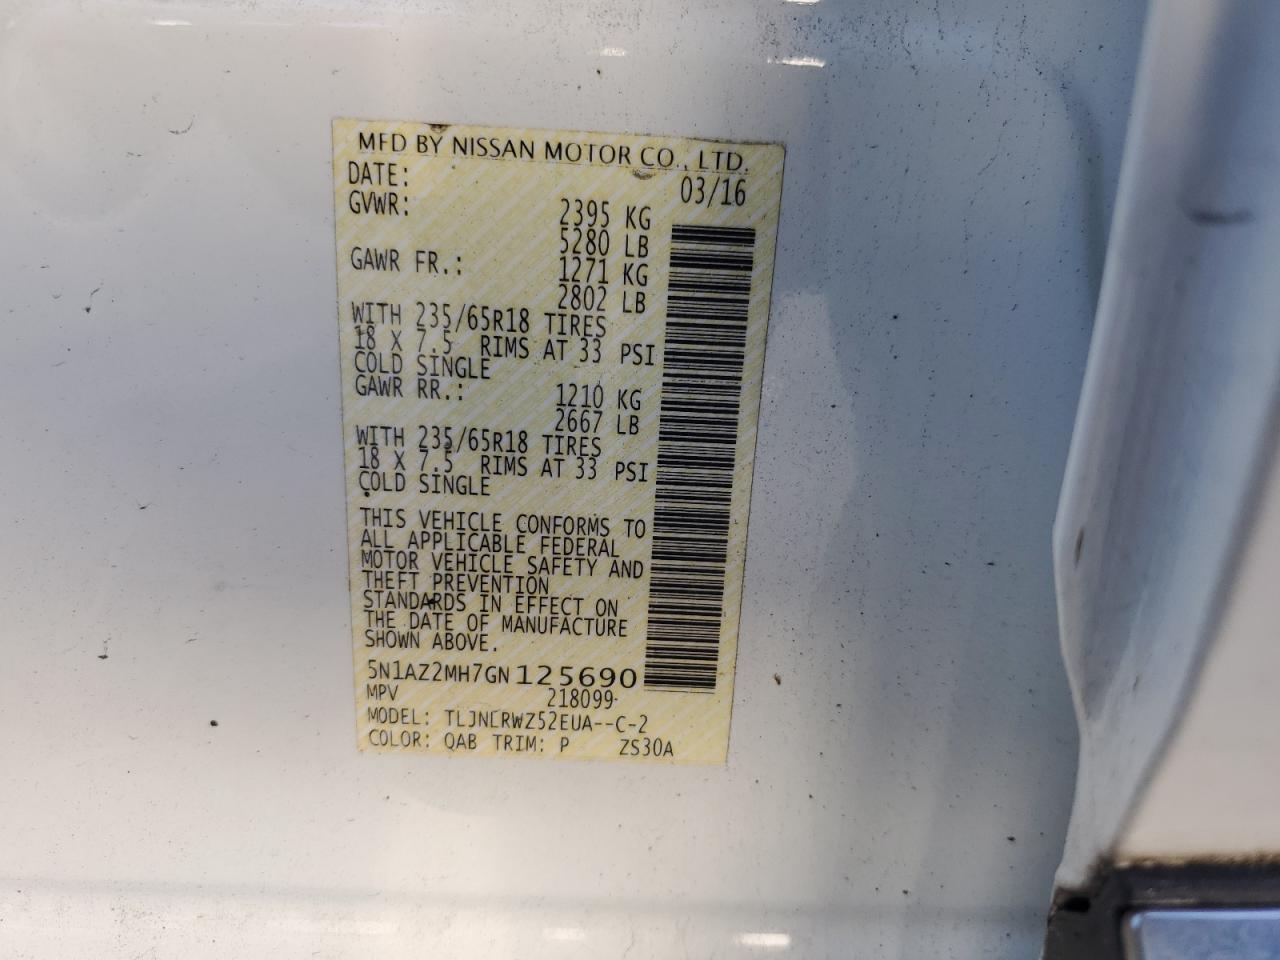 MFD BY NISSAN MOTOR CO., LTD.
DATE: 03/16
GVWR: 2395 KG
5280 LB
GAWR FR.: 1271 KG
2802 LB
WITH 235/65R18 TIRES
18 X 7.5 RIMS AT 33 PSI
COLD SINGLE
GAWR RR.: 1210 KG
2667 LB
WITH 235/65R18 TIRES
18 X 7.5 RIMS AT 33 PSI
COLD SINGLE
THIS VEHICLE CONFORMS TO
ALL APPLICABLE FEDERAL
MOTOR VEHICLE SAFETY AND
THEFT PREVENTION
STANDARDS IN EFFECT ON
THE DATE OF MANUFACTURE
SHOWN ABOVE.
5N1AZ2MH7GN125690
MPV 218099
MODEL: TLJNLRWZ52EUA--C-2
COLOR: QAB TRIM: P ZS30A